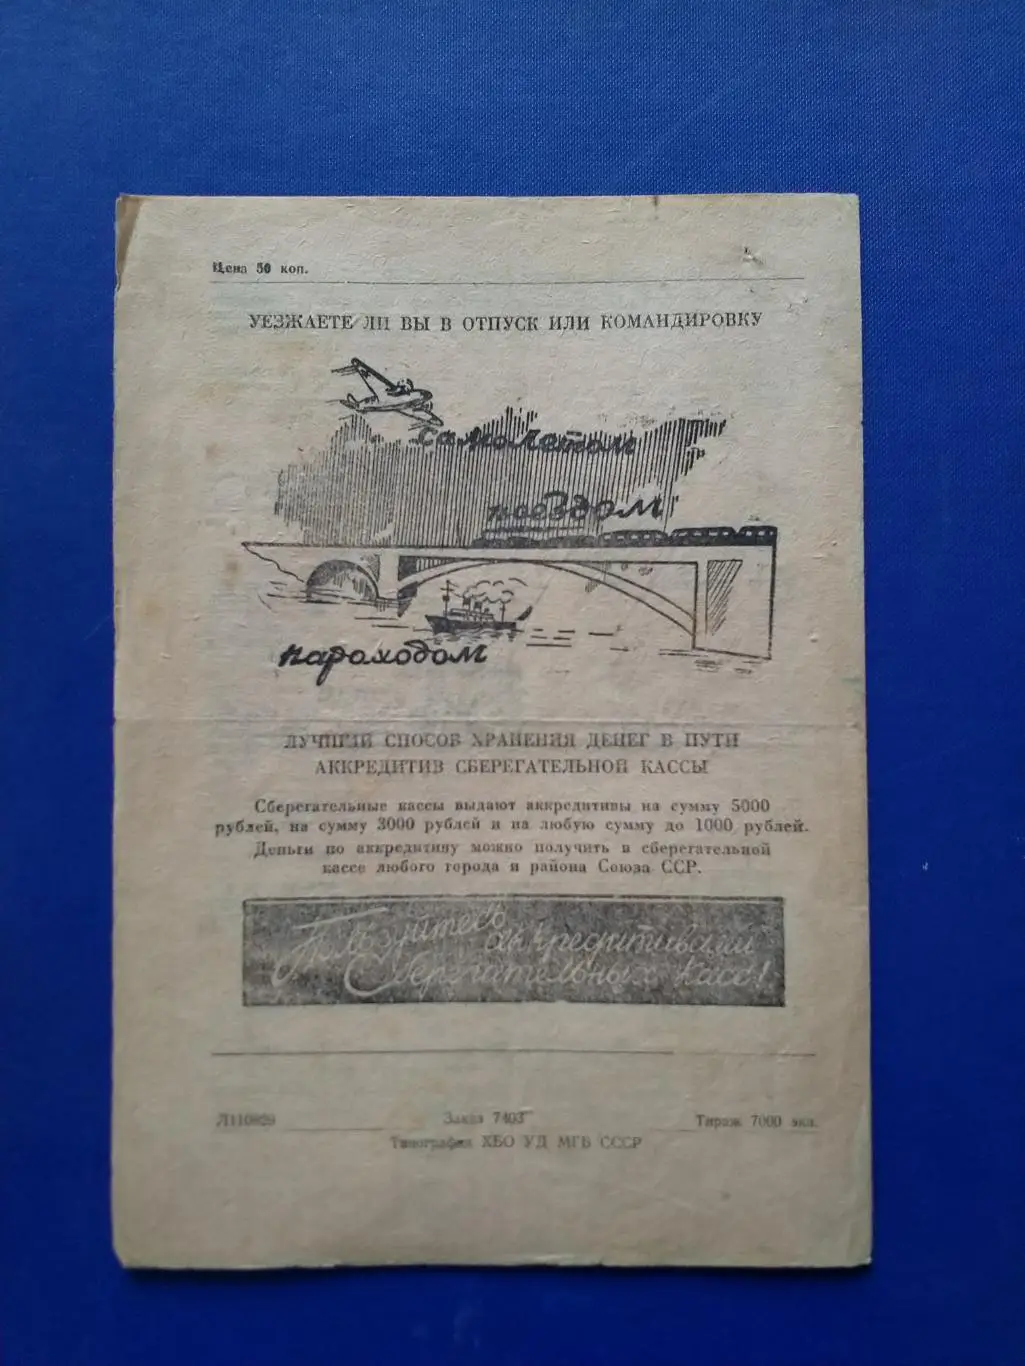 Цена 50 коп.
УЕЗЖАЕТЕ ЛИ ВЫ В ОТПУСК ИЛИ КОМАНДИРОВКУ
самолетом
поездом
пароходом
ЛУЧШИЙ СПОСОБ ХРАНЕНИЯ ДЕНЕГ В ПУТИ
АККРЕДИТИВ СБЕРЕГАТЕЛЬНОЙ КАССЫ
Сберегательные кассы выдают аккредитивы на сумму 5000
рублей, на сумму 3000 рублей и на любую сумму до 1000 рублей.
Деньги по аккредитиву можно получить в сберегательной
кассе любого города и района Союза ССР.
Пользуйтесь аккредитивами
Сберегательных касс!
Л110829 Заказ 7403 Тираж 7000 экз.
Типография ХБО УД МГБ СССР